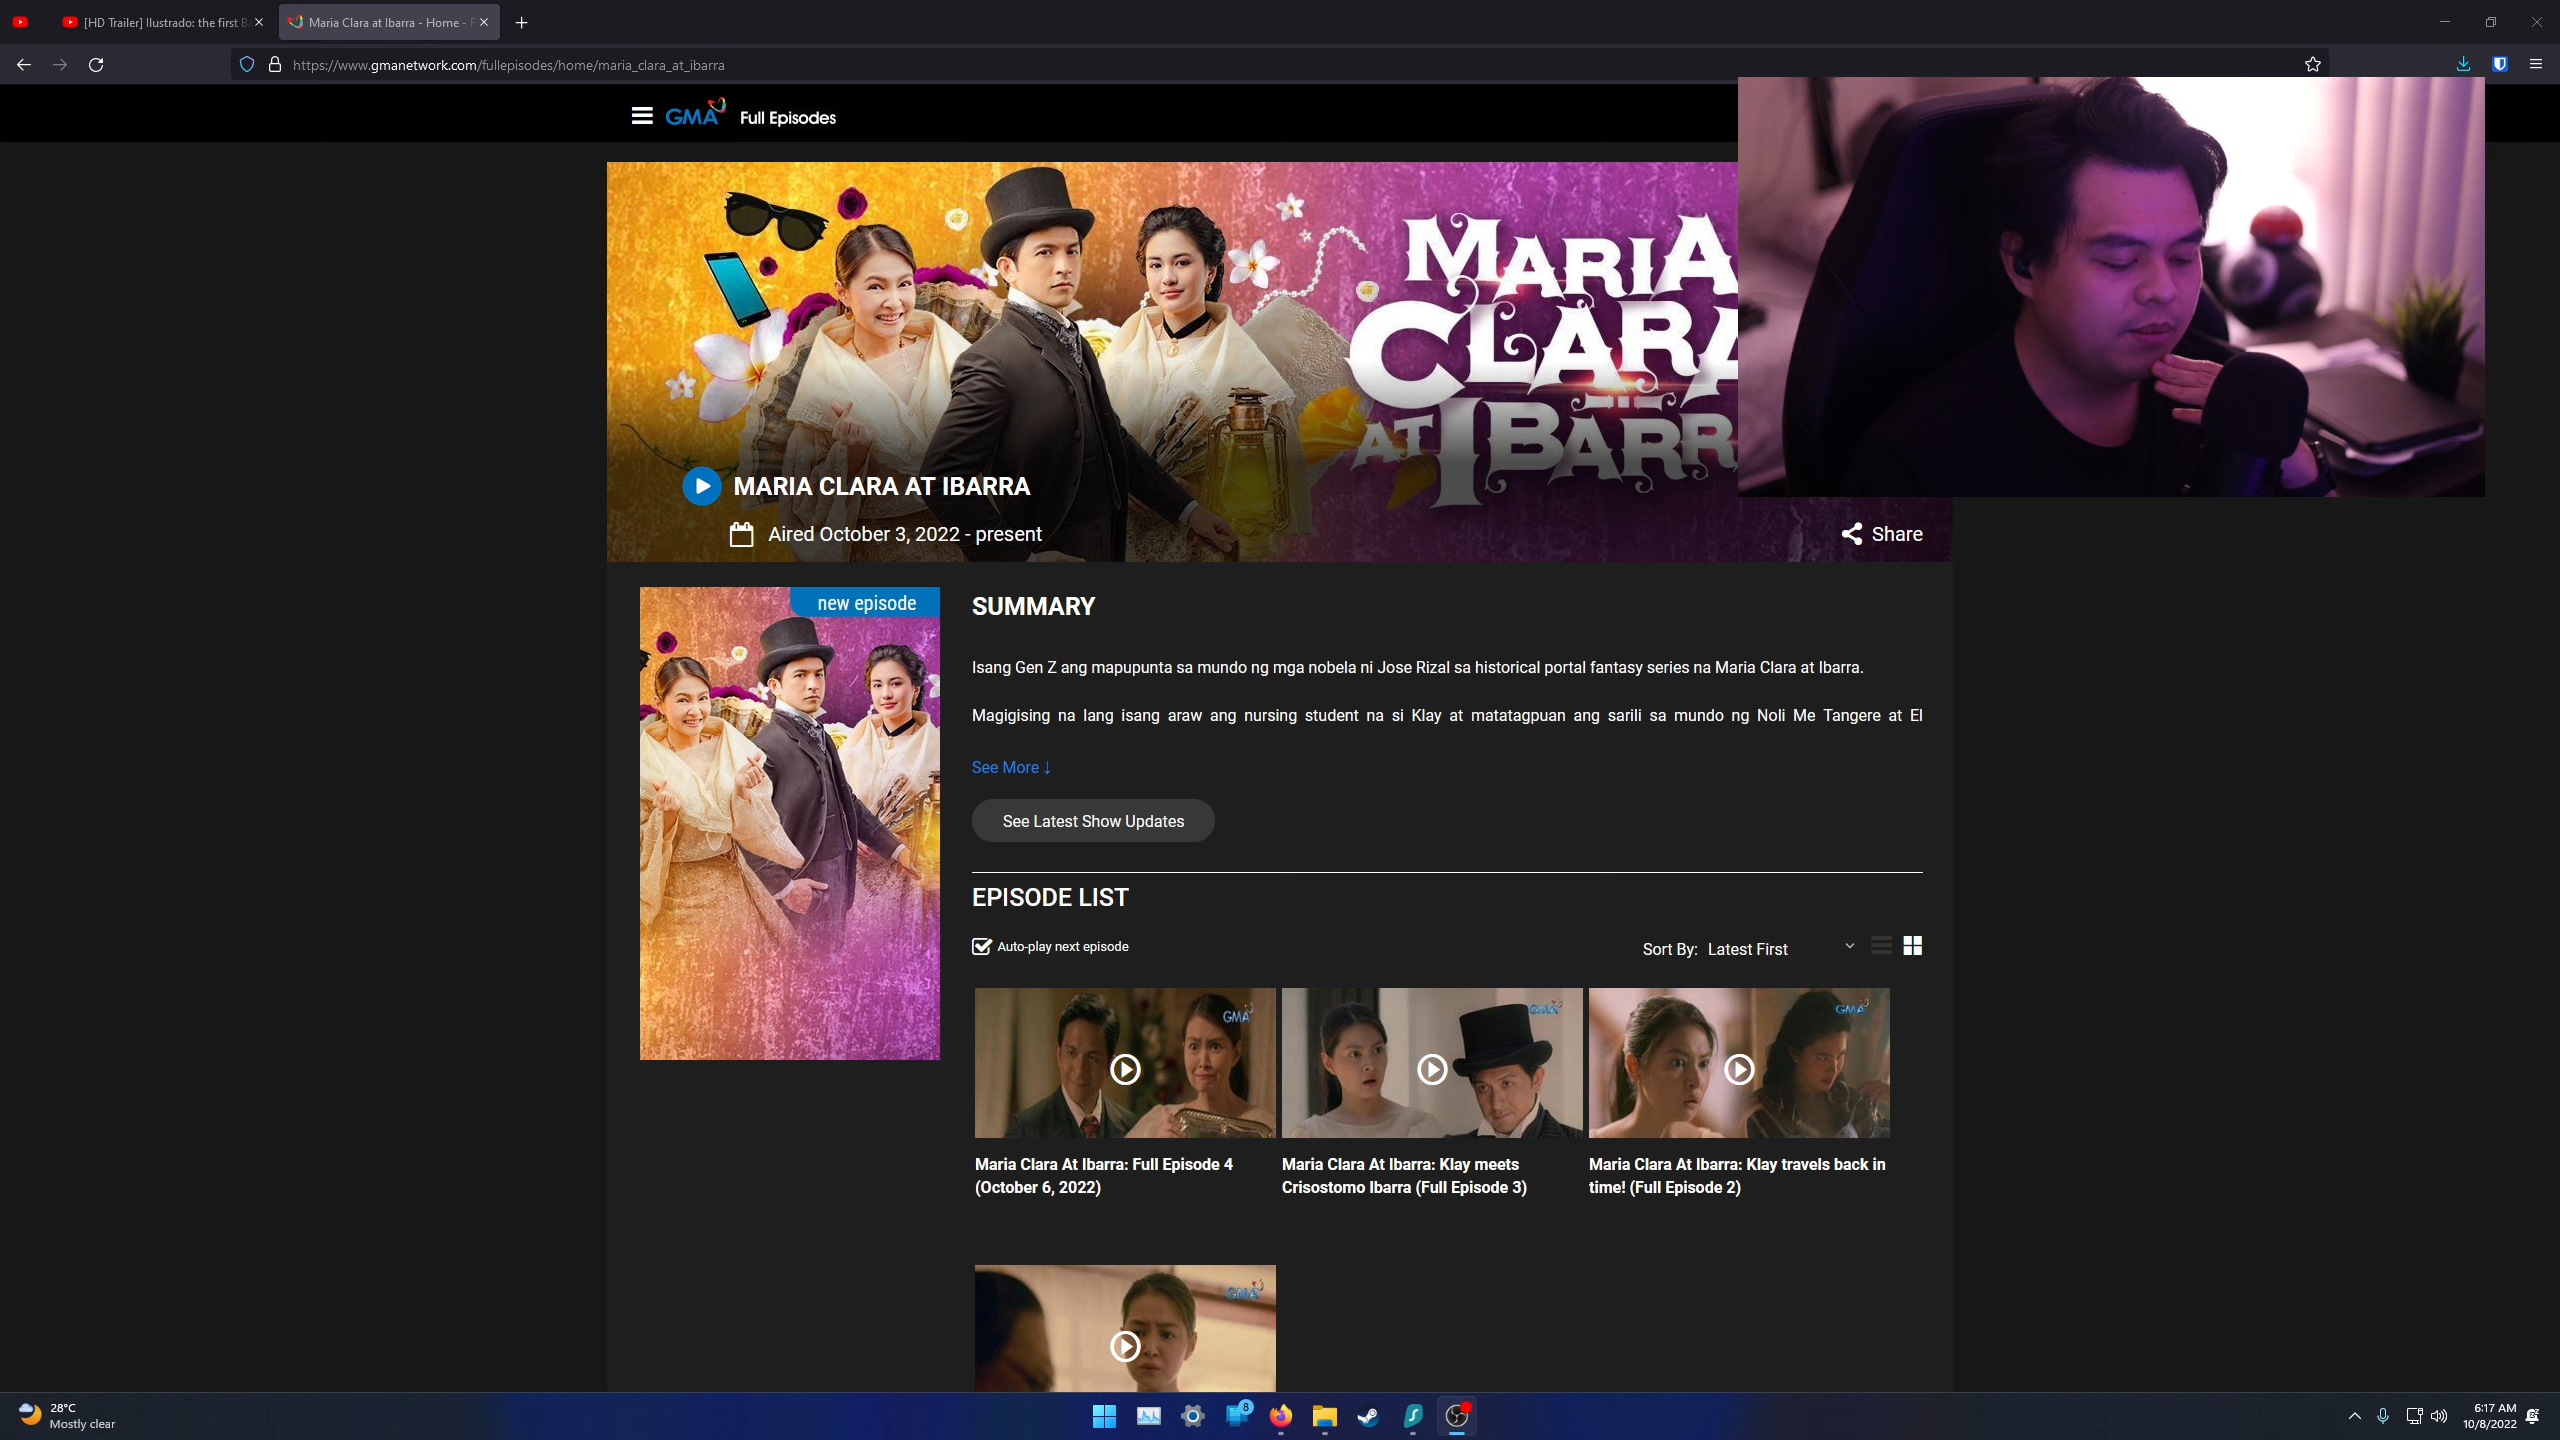 [HD Trailer] Ilustrado: the first B
Maria Clara at Ibarra - Home - F
https://www.gmanetwork.com/fullepisodes/home/maria_clara_at_ibarra
GMA Full Episodes
MARIA
CLARA
AT IBARR
MARIA CLARA AT IBARRA
Aired October 3, 2022 - present
Share
new episode
SUMMARY
Isang Gen Z ang mapupunta sa mundo ng mga nobela ni Jose Rizal sa historical portal fantasy series na Maria Clara at Ibarra.
Magigising na lang isang araw ang nursing student na si Klay at matatagpuan ang sarili sa mundo ng Noli Me Tangere at El
See More ↓
See Latest Show Updates
EPISODE LIST
Auto-play next episode
Sort By: Latest First
GMA
GMA
GMA
Maria Clara At Ibarra: Full Episode 4
(October 6, 2022)
Maria Clara At Ibarra: Klay meets
Crisostomo Ibarra (Full Episode 3)
Maria Clara At Ibarra: Klay travels back in
time! (Full Episode 2)
GMA
28°C
Mostly clear
8
6:17 AM
10/8/2022